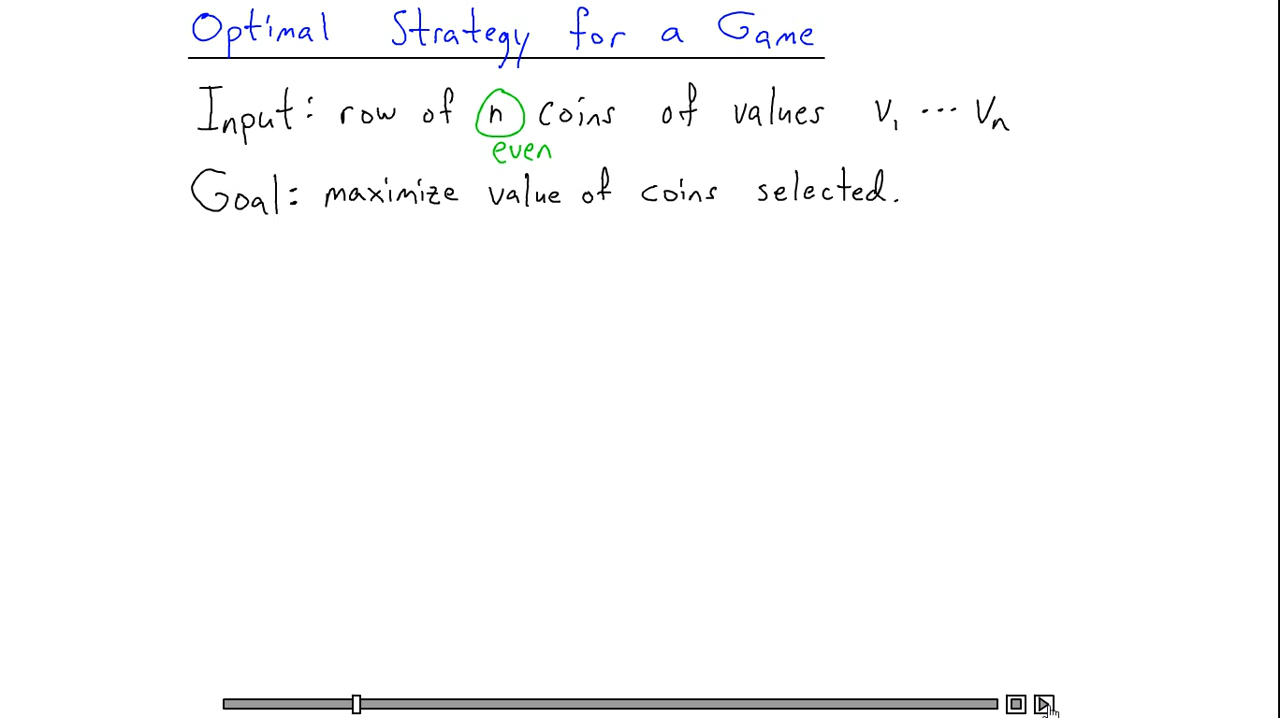 Optimal Strategy for a Game
Input: row of n coins of values v₁ ... vₙ
even
Goal: maximize value of coins selected.